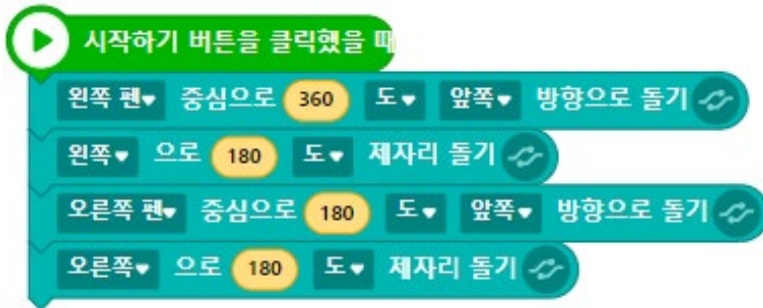 시작하기 버튼을 클릭했을 때
왼쪽 펜 중심으로 360 도 앞쪽 방향으로 돌기
왼쪽 으로 180 도 제자리 돌기
오른쪽 펜 중심으로 180 도 앞쪽 방향으로 돌기
오른쪽 으로 180 도 제자리 돌기